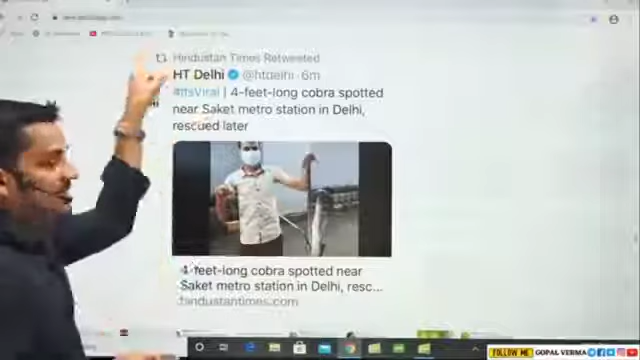 Hindustan Times Retweeted
HT Delhi @htdelhi · 6m
#ItsViral | 4-feet-long cobra spotted
near Saket metro station in Delhi,
rescued later
4-feet-long cobra spotted near
Saket metro station in Delhi, resc...
hindustantimes.com
FOLLOW ME GOPAL VERMA